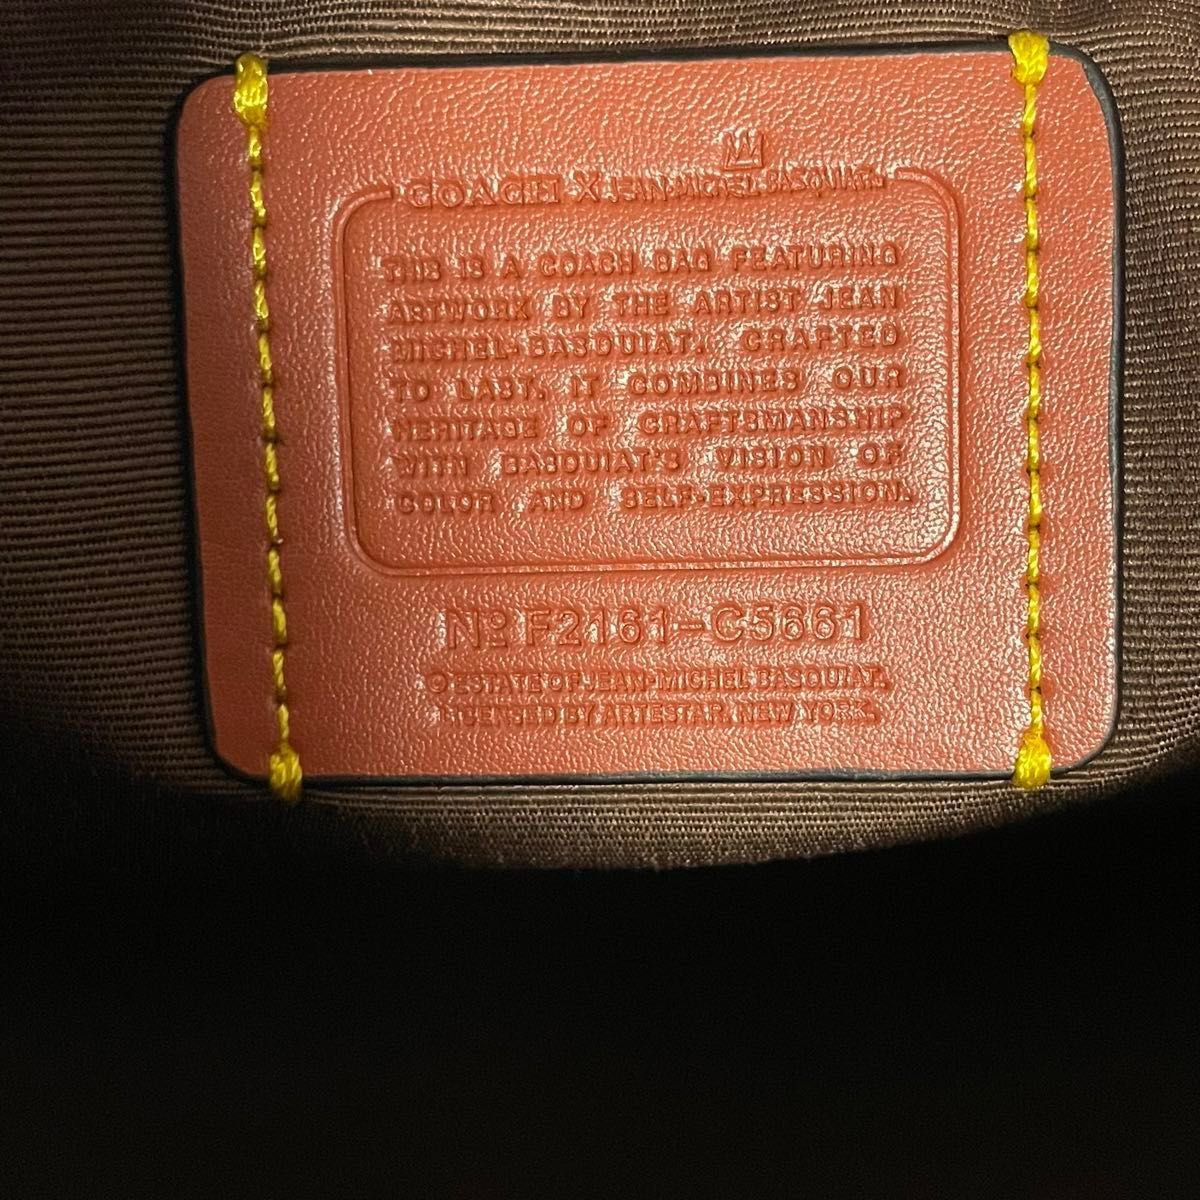 COACH X JEAN-MICHEL BASQUIAT
THIS IS A COACH BAG FEATURING
ARTWORK BY THE ARTIST JEAN
MICHEL-BASQUIAT. CRAFTED
TO LAST, IT COMBINES OUR
HERITAGE OF CRAFTSMANSHIP
WITH BASQUIAT'S VISION OF
COLOR AND SELF-EXPRESSION.
Nº F2161-C5661
© ESTATE OF JEAN-MICHEL BASQUIAT.
LICENSED BY ARTESTAR, NEW YORK.